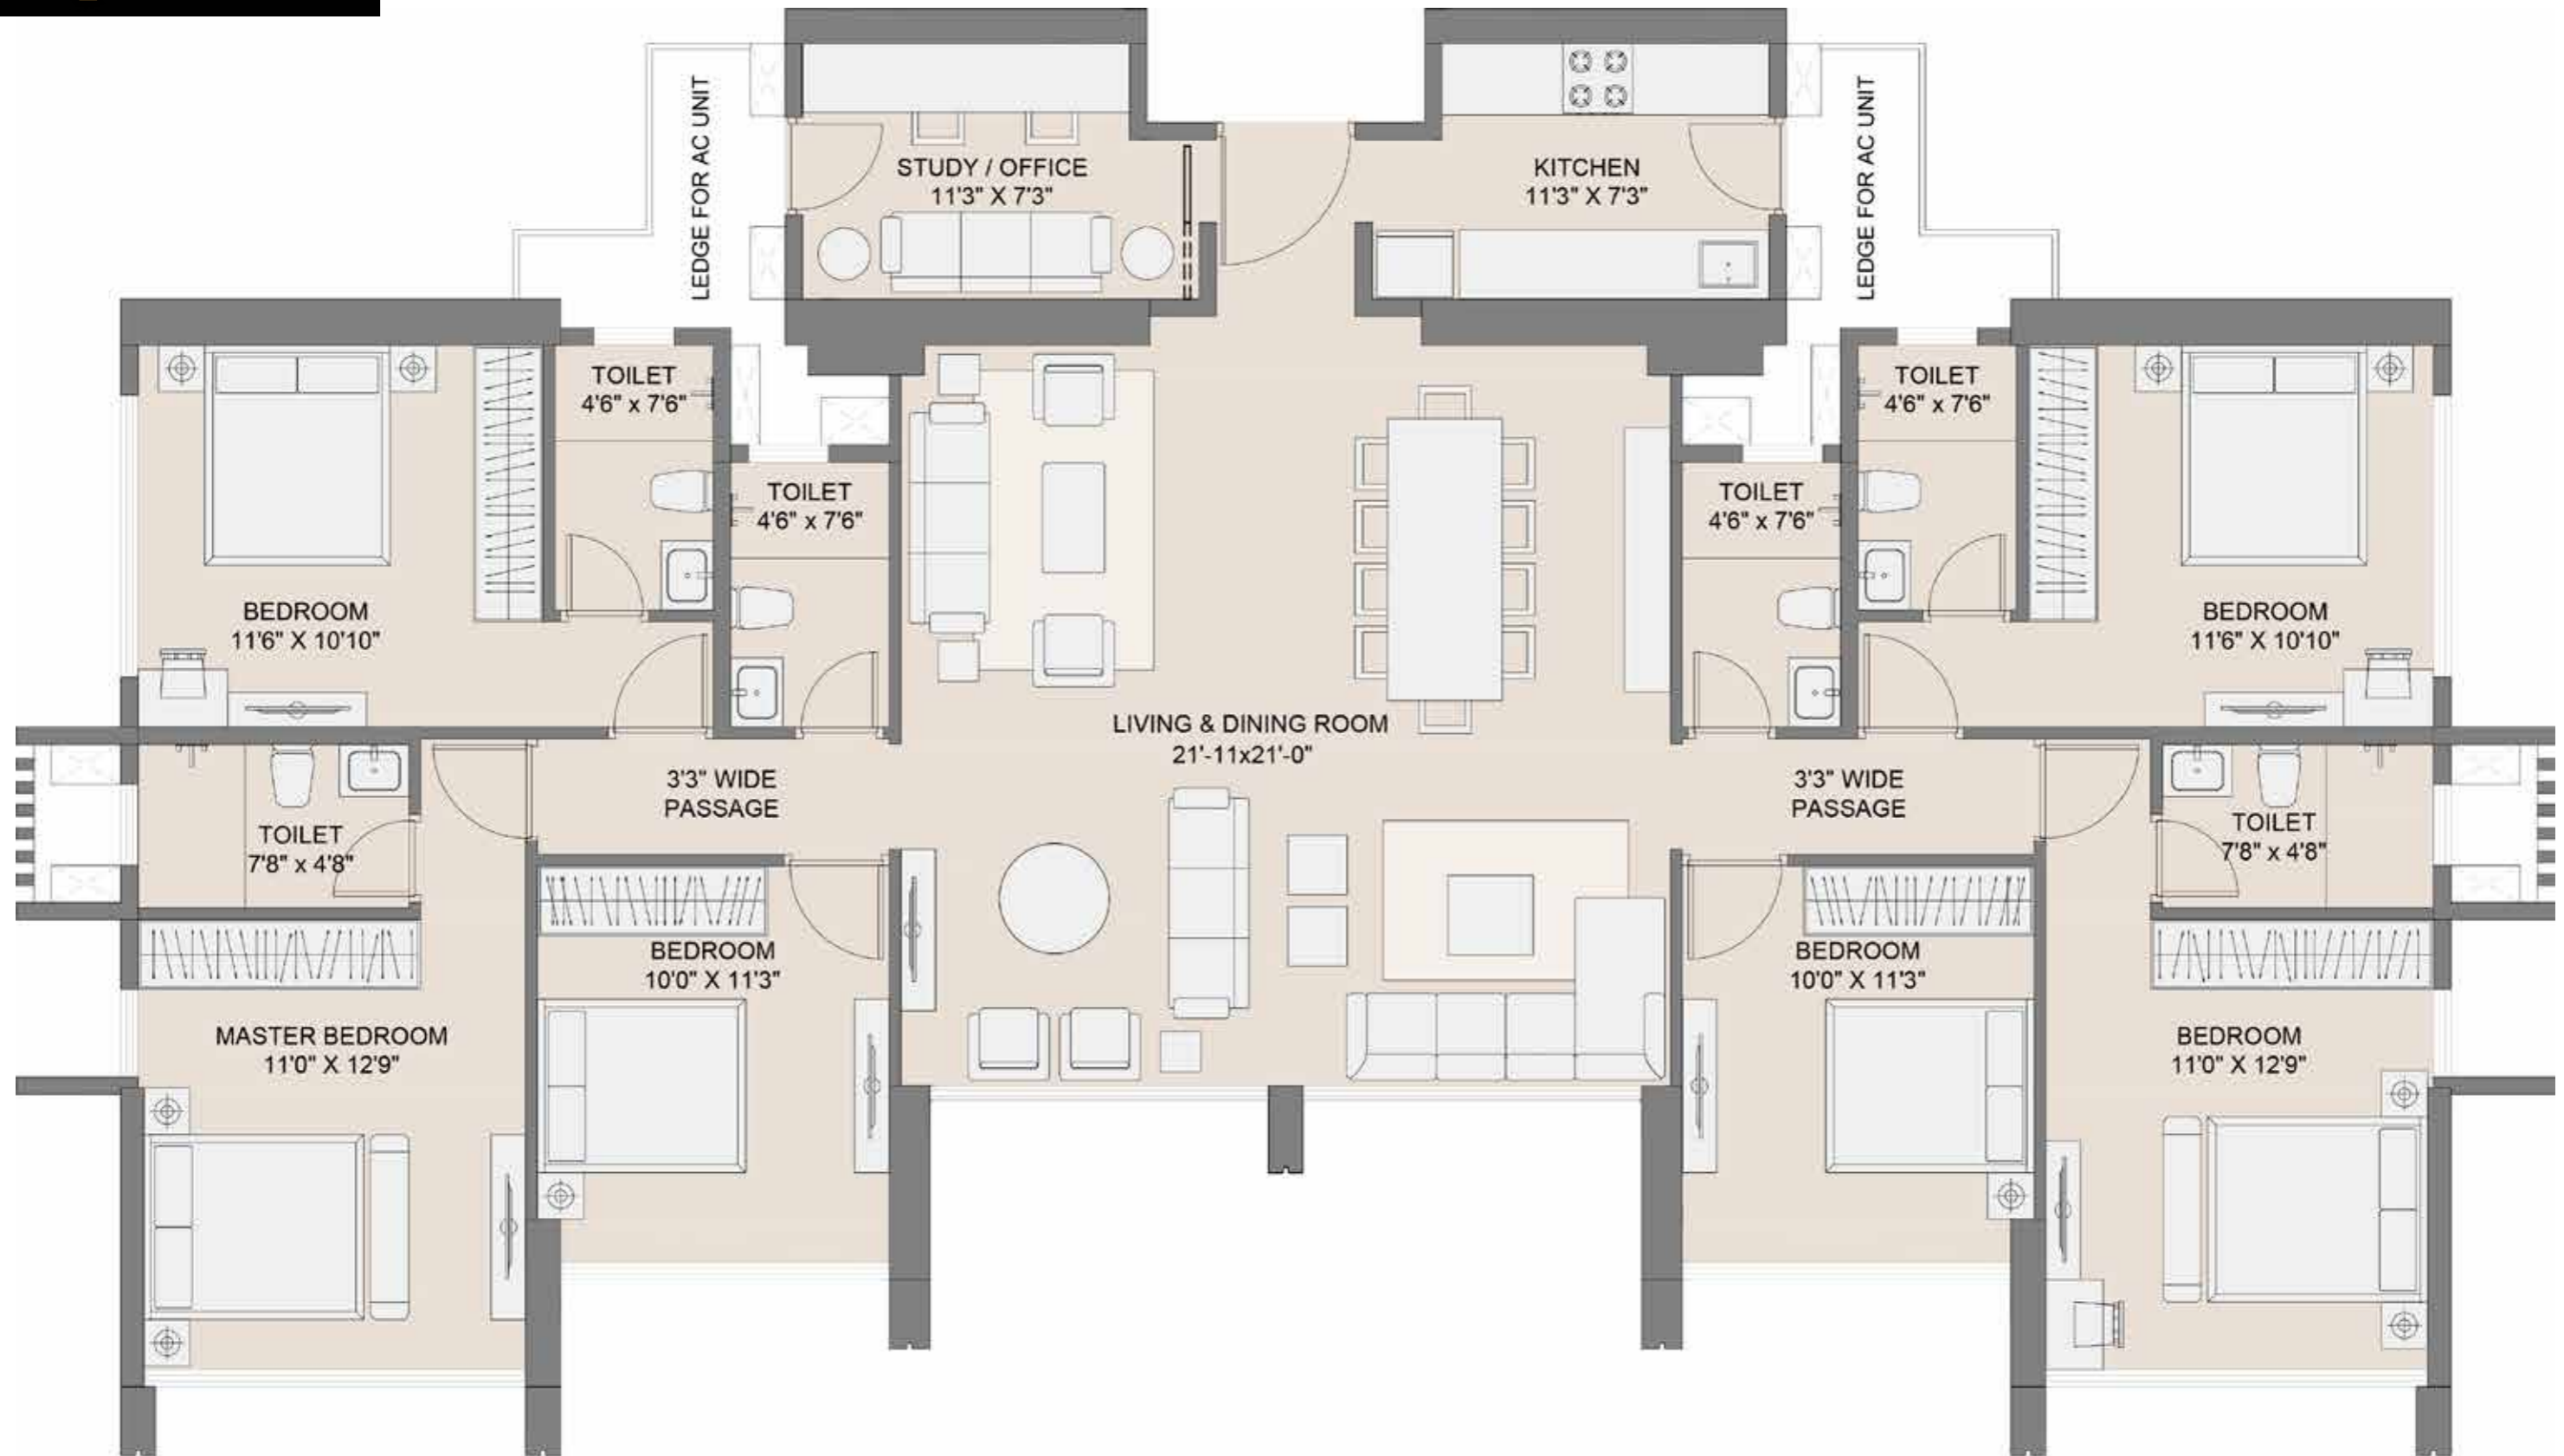 LEDGE FOR AC UNIT
STUDY / OFFICE
11'3" X 7'3"
KITCHEN
11'3" X 7'3"
LEDGE FOR AC UNIT
TOILET
4'6" x 7'6"
TOILET
4'6" x 7'6"
TOILET
4'6" x 7'6"
TOILET
4'6" x 7'6"
BEDROOM
11'6" X 10'10"
BEDROOM
11'6" X 10'10"
LIVING & DINING ROOM
21'-11x21'-0"
3'3" WIDE
PASSAGE
3'3" WIDE
PASSAGE
TOILET
7'8" x 4'8"
TOILET
7'8" x 4'8"
BEDROOM
10'0" X 11'3"
BEDROOM
10'0" X 11'3"
MASTER BEDROOM
11'0" X 12'9"
BEDROOM
11'0" X 12'9"